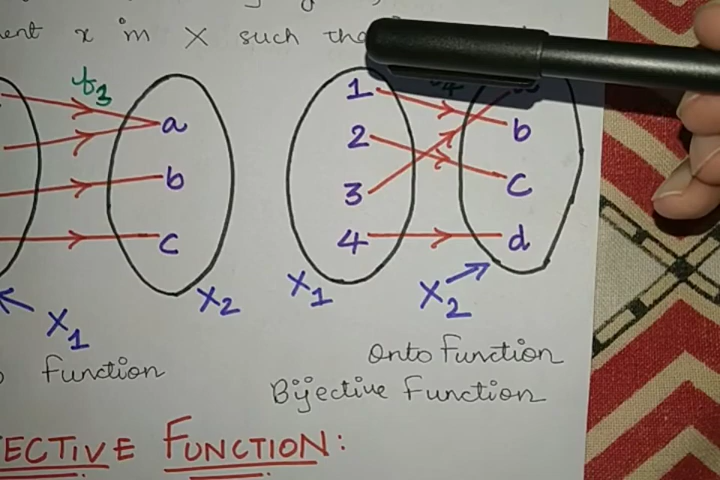 x in X such tha
f3
a
b
c
X1
X2
Function
1
2
3
4
b
c
d
X1
X2
Onto Function
Bijective Function
ECTIVE FUNCTION: